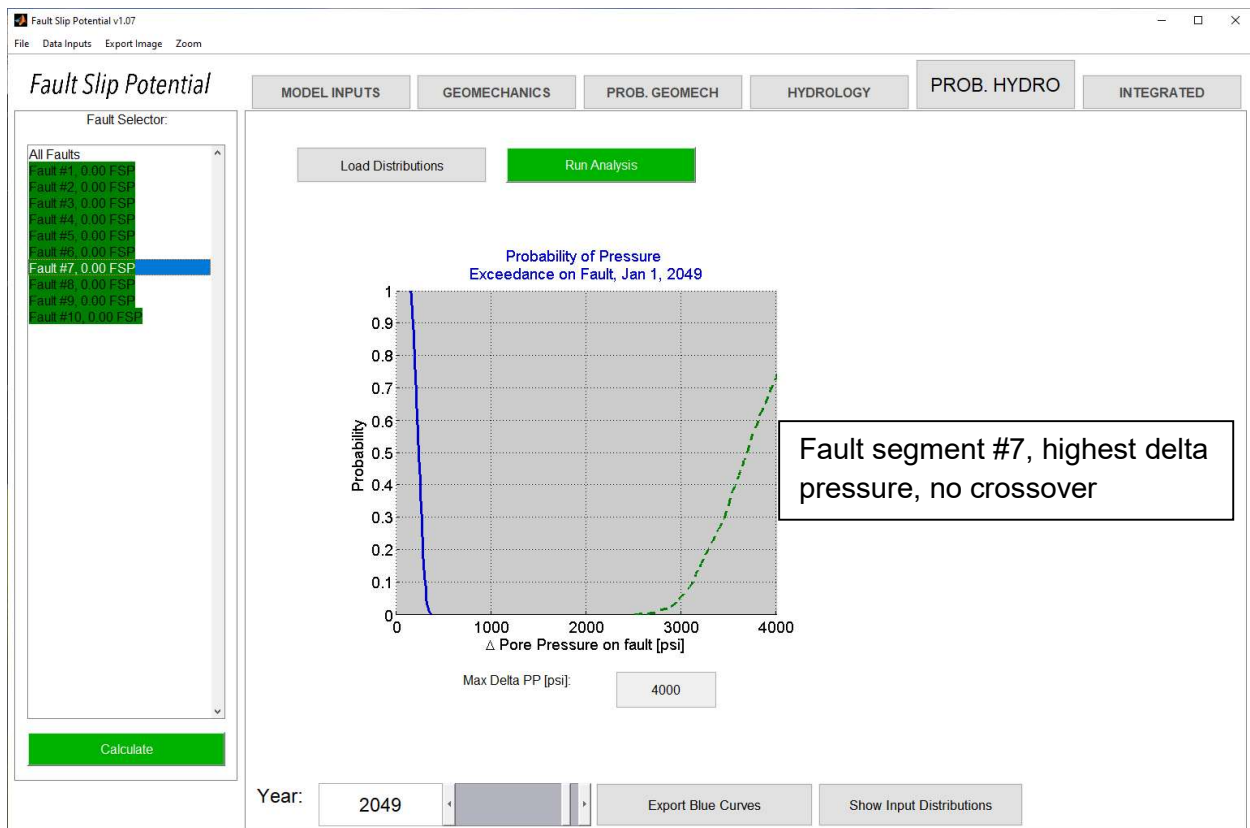 Fault Slip Potential v1.07
File Data Inputs Export Image Zoom
Fault Slip Potential
MODEL INPUTS
GEOMECHANICS
PROB. GEOMECH
HYDROLOGY
PROB. HYDRO
INTEGRATED
Fault Selector:
All Faults
Fault #1, 0.00 FSP
Fault #2, 0.00 FSP
Fault #3, 0.00 FSP
Fault #4, 0.00 FSP
Fault #5, 0.00 FSP
Fault #6, 0.00 FSP
Fault #7, 0.00 FSP
Fault #8, 0.00 FSP
Fault #9, 0.00 FSP
Fault #10, 0.00 FSP
Calculate
Load Distributions
Run Analysis
Probability of Pressure
Exceedance on Fault, Jan 1, 2049
1
0.9
0.8
0.7
0.6
0.5
0.4
0.3
0.2
0.1
0
Probability
0 1000 2000 3000 4000
Δ Pore Pressure on fault [psi]
Fault segment #7, highest delta
pressure, no crossover
Max Delta PP [psi]:
4000
Year:
2049
Export Blue Curves
Show Input Distributions